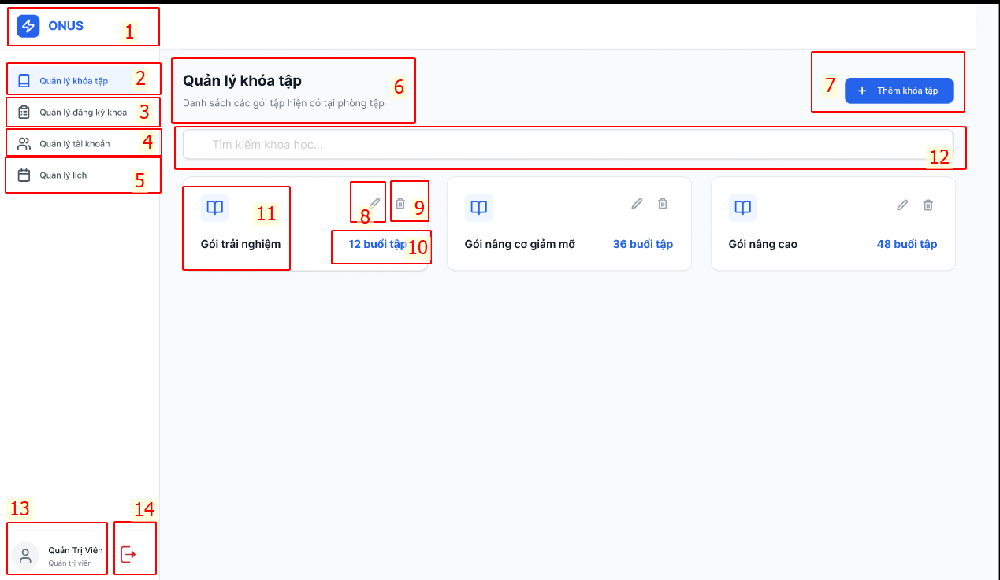 ONUS
1
Quản lý khóa tập
2
Quản lý đăng ký khoá
3
Quản lý tài khoản
4
Quản lý lịch
5
Quản lý khóa tập
Danh sách các gói tập hiện có tại phòng tập
6
7
+ Thêm khóa tập
Tìm kiếm khóa học...
12
11
8
9
Gói trải nghiệm
12 buổi tập
10
Gói nâng cơ giảm mỡ
36 buổi tập
Gói nâng cao
48 buổi tập
13
14
Quản Trị Viên
Quản trị viên